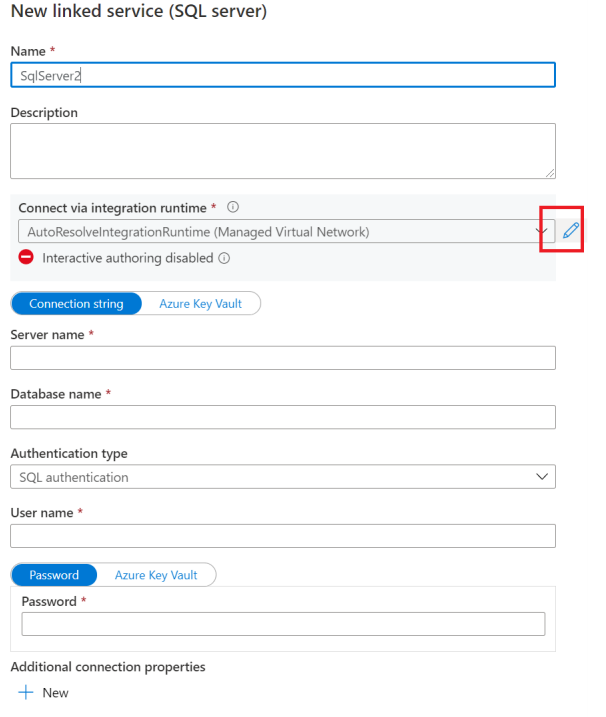 New linked service (SQL server)
Name *
SqlServer2
Description
Connect via integration runtime *
AutoResolveIntegrationRuntime (Managed Virtual Network)
Interactive authoring disabled
Connection string Azure Key Vault
Server name *
Database name *
Authentication type
SQL authentication
User name *
Password Azure Key Vault
Password *
Additional connection properties
New